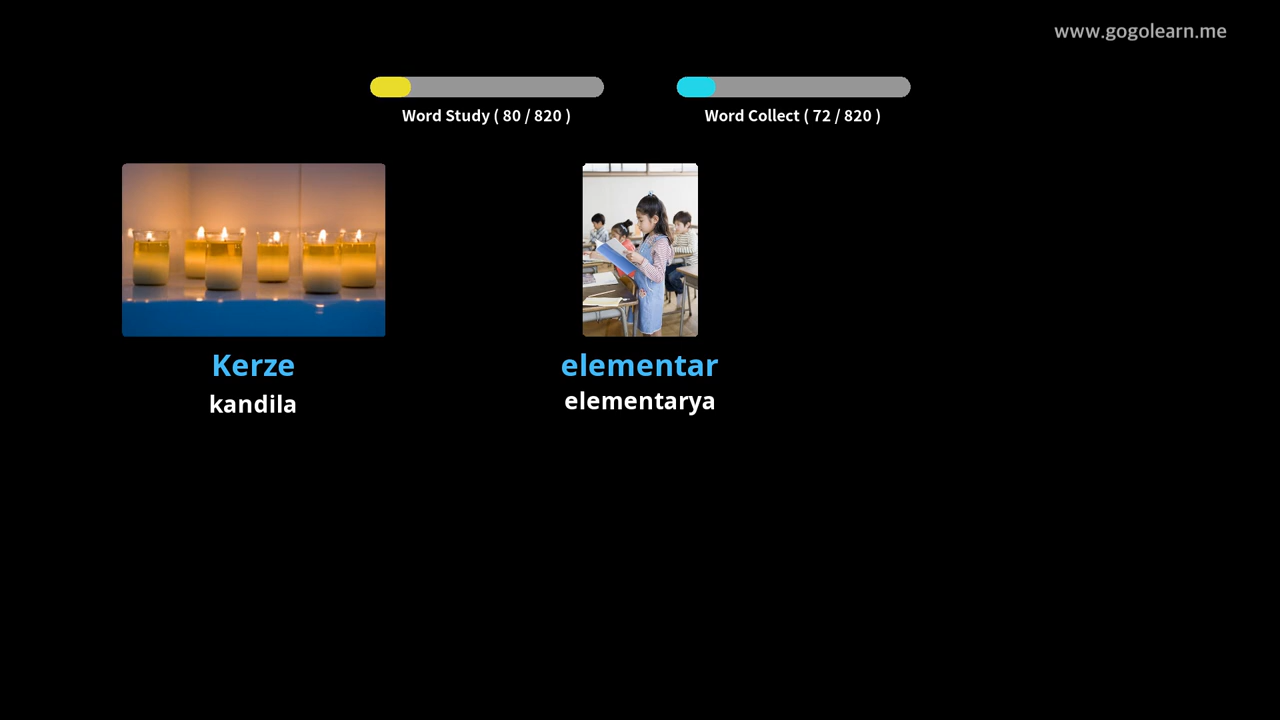 www.gogolearn.me
Word Study ( 80 / 820 )
Word Collect ( 72 / 820 )
Kerze
kandila
elementar
elementarya